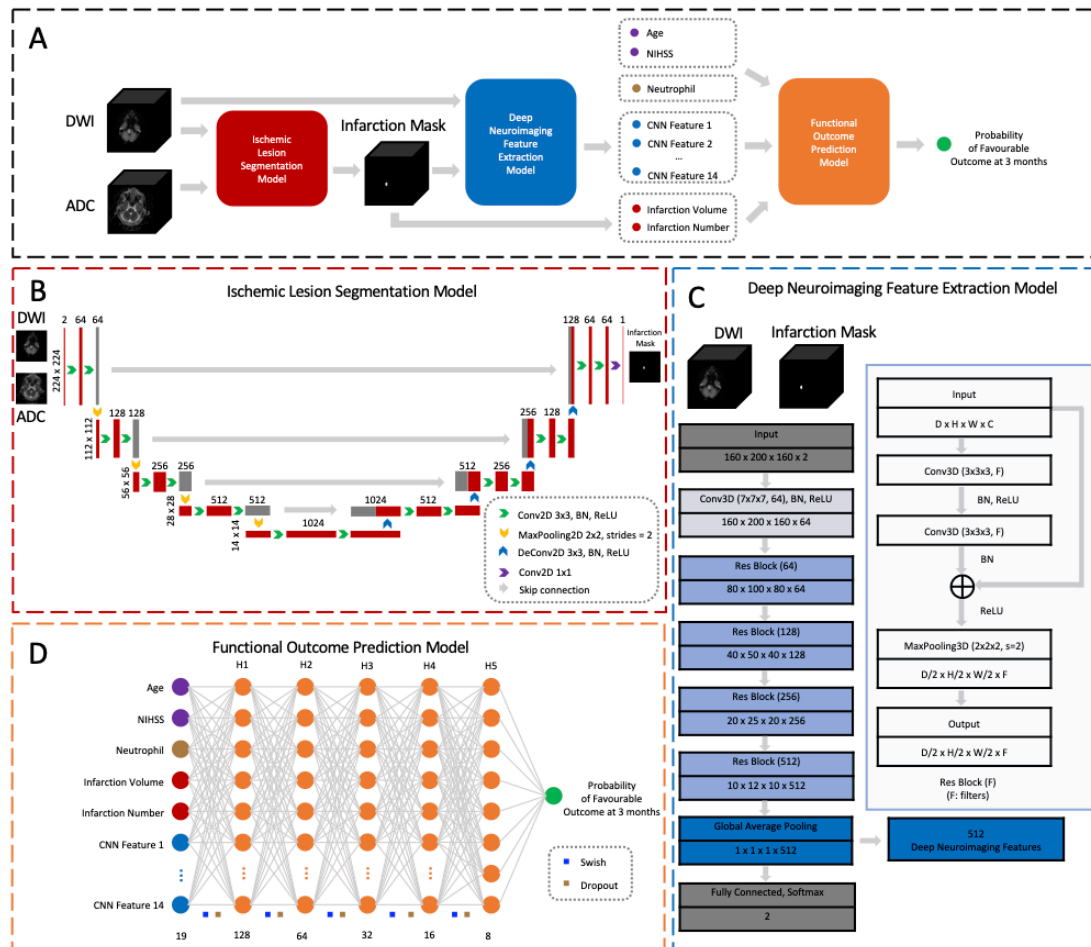 A
DWI
ADC
Ischemic
Lesion
Segmentation
Model
Infarction Mask
Deep
Neuroimaging
Feature
Extraction
Model
Age
NIHSS
Neutrophil
CNN Feature 1
CNN Feature 2
...
CNN Feature 14
Infarction Volume
Infarction Number
Functional
Outcome
Prediction
Model
Probability
of Favourable
Outcome at 3 months
B
Ischemic Lesion Segmentation Model
DWI
ADC
2 64 64
224 x 224
128 64 64 1
Infarction
Mask
128 128
112 x 112
256 128
256 256
56 x 56
512 256
512 512
28 x 28
1024 512
1024
14 x 14
Conv2D 3x3, BN, ReLU
MaxPooling2D 2x2, strides = 2
DeConv2D 3x3, BN, ReLU
Conv2D 1x1
Skip connection
C
Deep Neuroimaging Feature Extraction Model
DWI
Infarction Mask
Input
160 x 200 x 160 x 2
Conv3D (7x7x7, 64), BN, ReLU
160 x 200 x 160 x 64
Res Block (64)
80 x 100 x 80 x 64
Res Block (128)
40 x 50 x 40 x 128
Res Block (256)
20 x 25 x 20 x 256
Res Block (512)
10 x 12 x 10 x 512
Global Average Pooling
1 x 1 x 1 x 512
Fully Connected, Softmax
2
512
Deep Neuroimaging Features
Input
D x H x W x C
Conv3D (3x3x3, F)
BN, ReLU
Conv3D (3x3x3, F)
BN
ReLU
MaxPooling3D (2x2x2, s=2)
D/2 x H/2 x W/2 x F
Output
D/2 x H/2 x W/2 x F
Res Block (F)
(F: filters)
D
Functional Outcome Prediction Model
H1 H2 H3 H4 H5
Age
NIHSS
Neutrophil
Infarction Volume
Infarction Number
CNN Feature 1
CNN Feature 14
19 128 64 32 16 8
Probability
of Favourable
Outcome at 3 months
Swish
Dropout